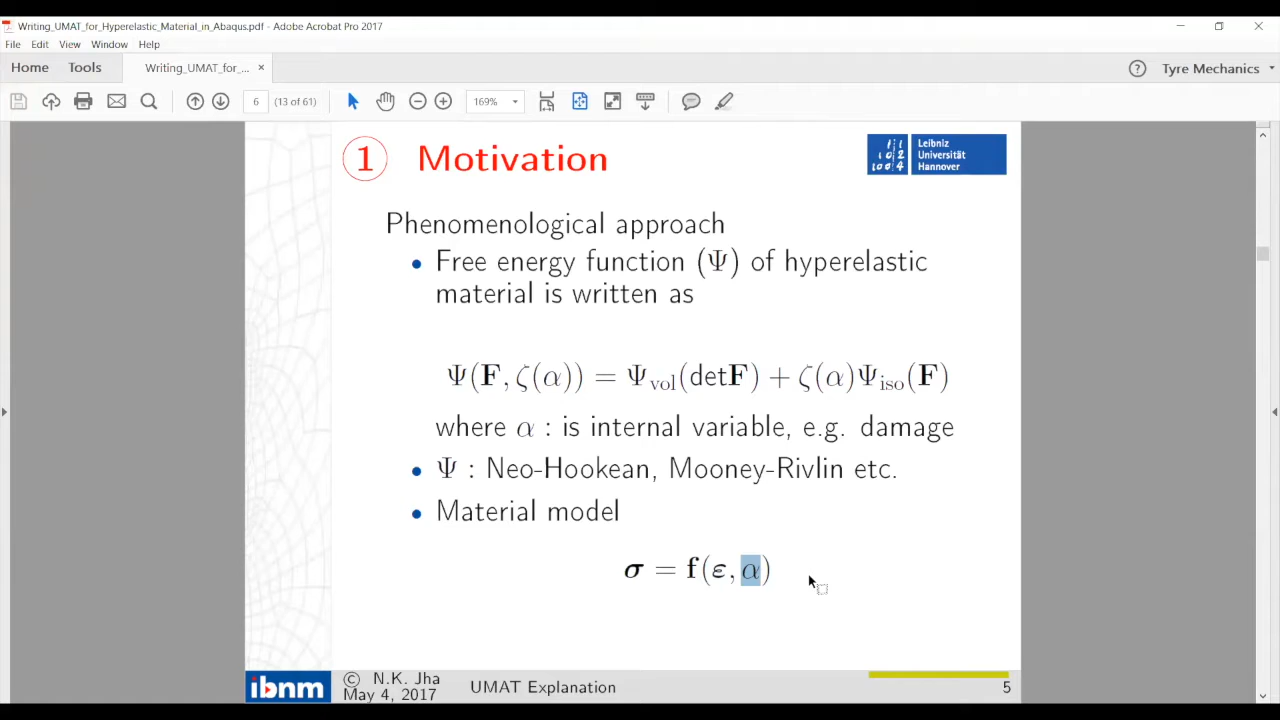 Writing_UMAT_for_Hyperelastic_Material_in_Abaqus.pdf - Adobe Acrobat Pro 2017
File Edit View Window Help
Home Tools Writing_UMAT_for_... × Tyre Mechanics
6 (13 of 61) 169%
1 Motivation
Leibniz
Universität
Hannover
Phenomenological approach
• Free energy function (Ψ) of hyperelastic
material is written as
Ψ(F, ζ(α)) = Ψvol(detF) + ζ(α)Ψiso(F)
where α : is internal variable, e.g. damage
• Ψ : Neo-Hookean, Mooney-Rivlin etc.
• Material model
σ = f(ε, α)
ibnm
© N.K. Jha
May 4, 2017
UMAT Explanation
5